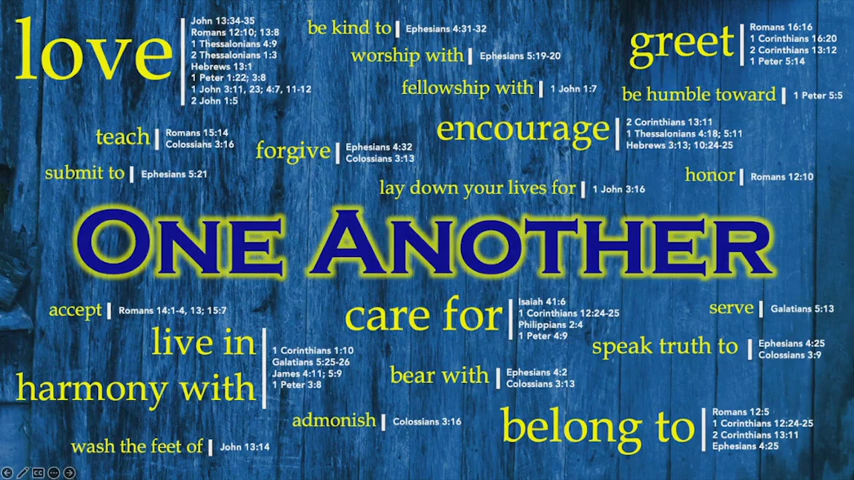 love
John 13:34-35
Romans 12:10; 13:8
1 Thessalonians 4:9
2 Thessalonians 1:3
Hebrews 13:1
1 Peter 1:22; 3:8
1 John 3:11, 23; 4:7, 11-12
2 John 1:5
be kind to
Ephesians 4:31-32
worship with
Ephesians 5:19-20
fellowship with
1 John 1:7
greet
Romans 16:16
1 Corinthians 16:20
2 Corinthians 13:12
1 Peter 5:14
be humble toward
1 Peter 5:5
teach
Romans 15:14
Colossians 3:16
forgive
Ephesians 4:32
Colossians 3:13
encourage
2 Corinthians 13:11
1 Thessalonians 4:18; 5:11
Hebrews 3:13; 10:24-25
submit to
Ephesians 5:21
lay down your lives for
1 John 3:16
honor
Romans 12:10
One Another
accept
Romans 14:1-4, 13; 15:7
care for
Isaiah 41:6
1 Corinthians 12:24-25
Philippians 2:4
1 Peter 4:9
serve
Galatians 5:13
live in
harmony with
1 Corinthians 1:10
Galatians 5:25-26
James 4:11; 5:9
1 Peter 3:8
speak truth to
Ephesians 4:25
Colossians 3:9
bear with
Ephesians 4:2
Colossians 3:13
admonish
Colossians 3:16
belong to
Romans 12:5
1 Corinthians 12:24-25
2 Corinthians 13:11
Ephesians 4:25
wash the feet of
John 13:14
CC